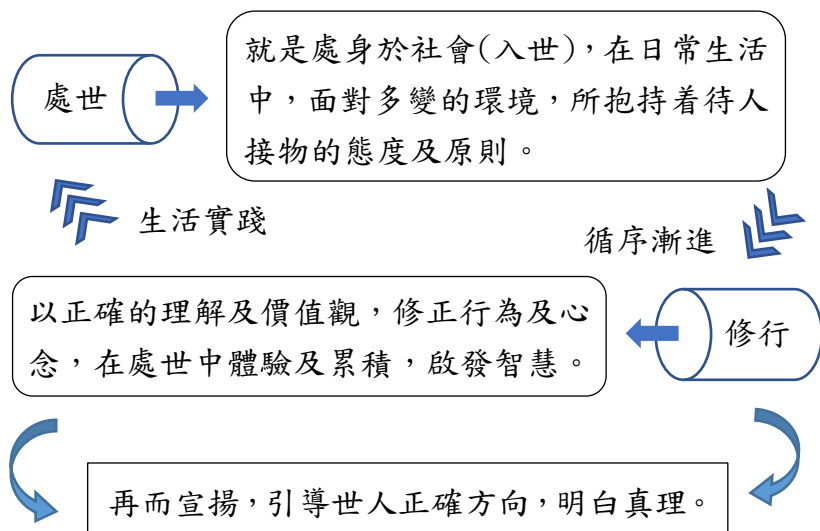 處世
就是處身於社會(入世)，在日常生活
中，面對多變的環境，所抱持着待人
接物的態度及原則。
生活實踐
循序漸進
以正確的理解及價值觀，修正行為及心
念，在處世中體驗及累積，啟發智慧。
修行
再而宣揚，引導世人正確方向，明白真理。